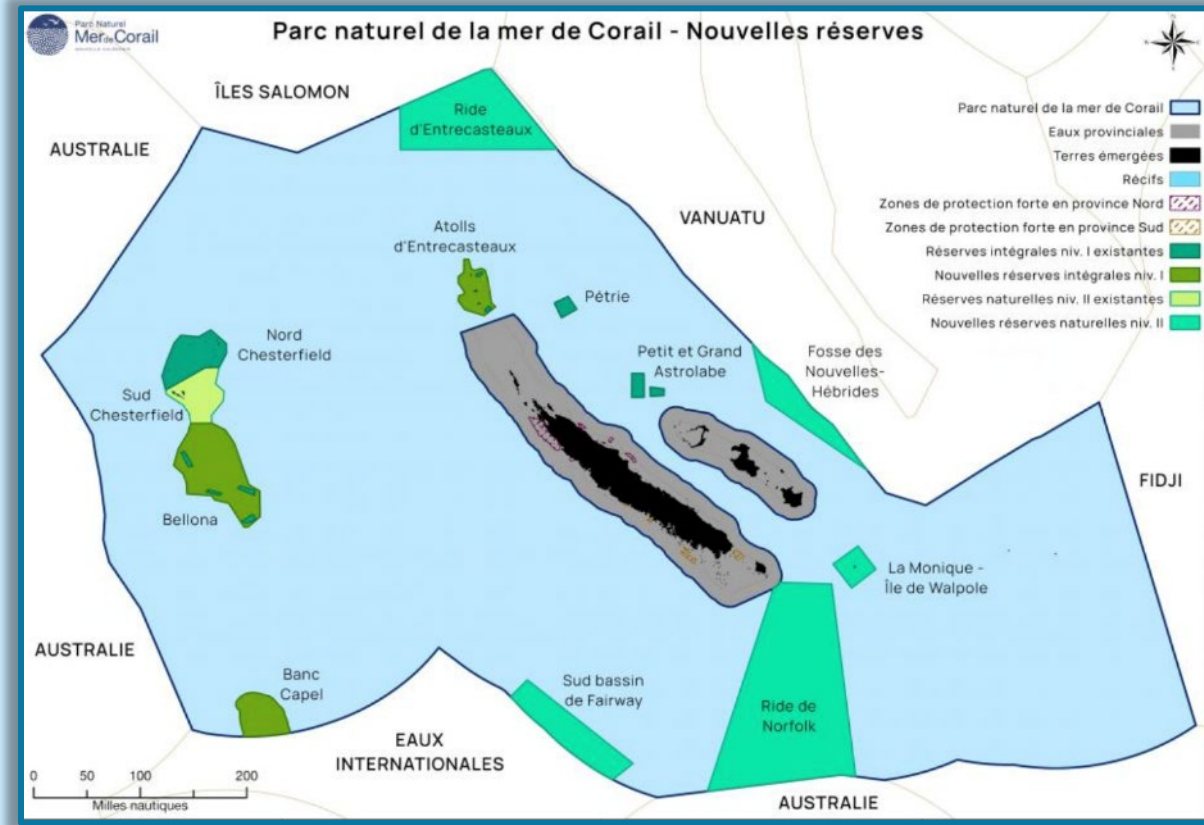 Parc Naturel
Mer de Corail
NOUVELLE-CALÉDONIE
Parc naturel de la mer de Corail - Nouvelles réserves
ÎLES SALOMON
AUSTRALIE
Ride
d'Entrecasteaux
VANUATU
Atolls
d'Entrecasteaux
Pétrie
Nord
Chesterfield
Sud
Chesterfield
Petit et Grand
Astrolabe
Fosse des
Nouvelles-
Hébrides
FIDJI
Bellona
La Monique -
Île de Walpole
AUSTRALIE
Banc
Capel
Sud bassin
de Fairway
Ride de
Norfolk
EAUX
INTERNATIONALES
AUSTRALIE
Parc naturel de la mer de Corail
Eaux provinciales
Terres émergées
Récifs
Zones de protection forte en province Nord
Zones de protection forte en province Sud
Réserves intégrales niv. I existantes
Nouvelles réserves intégrales niv. I
Réserves naturelles niv. II existantes
Nouvelles réserves naturelles niv. II
0 50 100 200
Milles nautiques